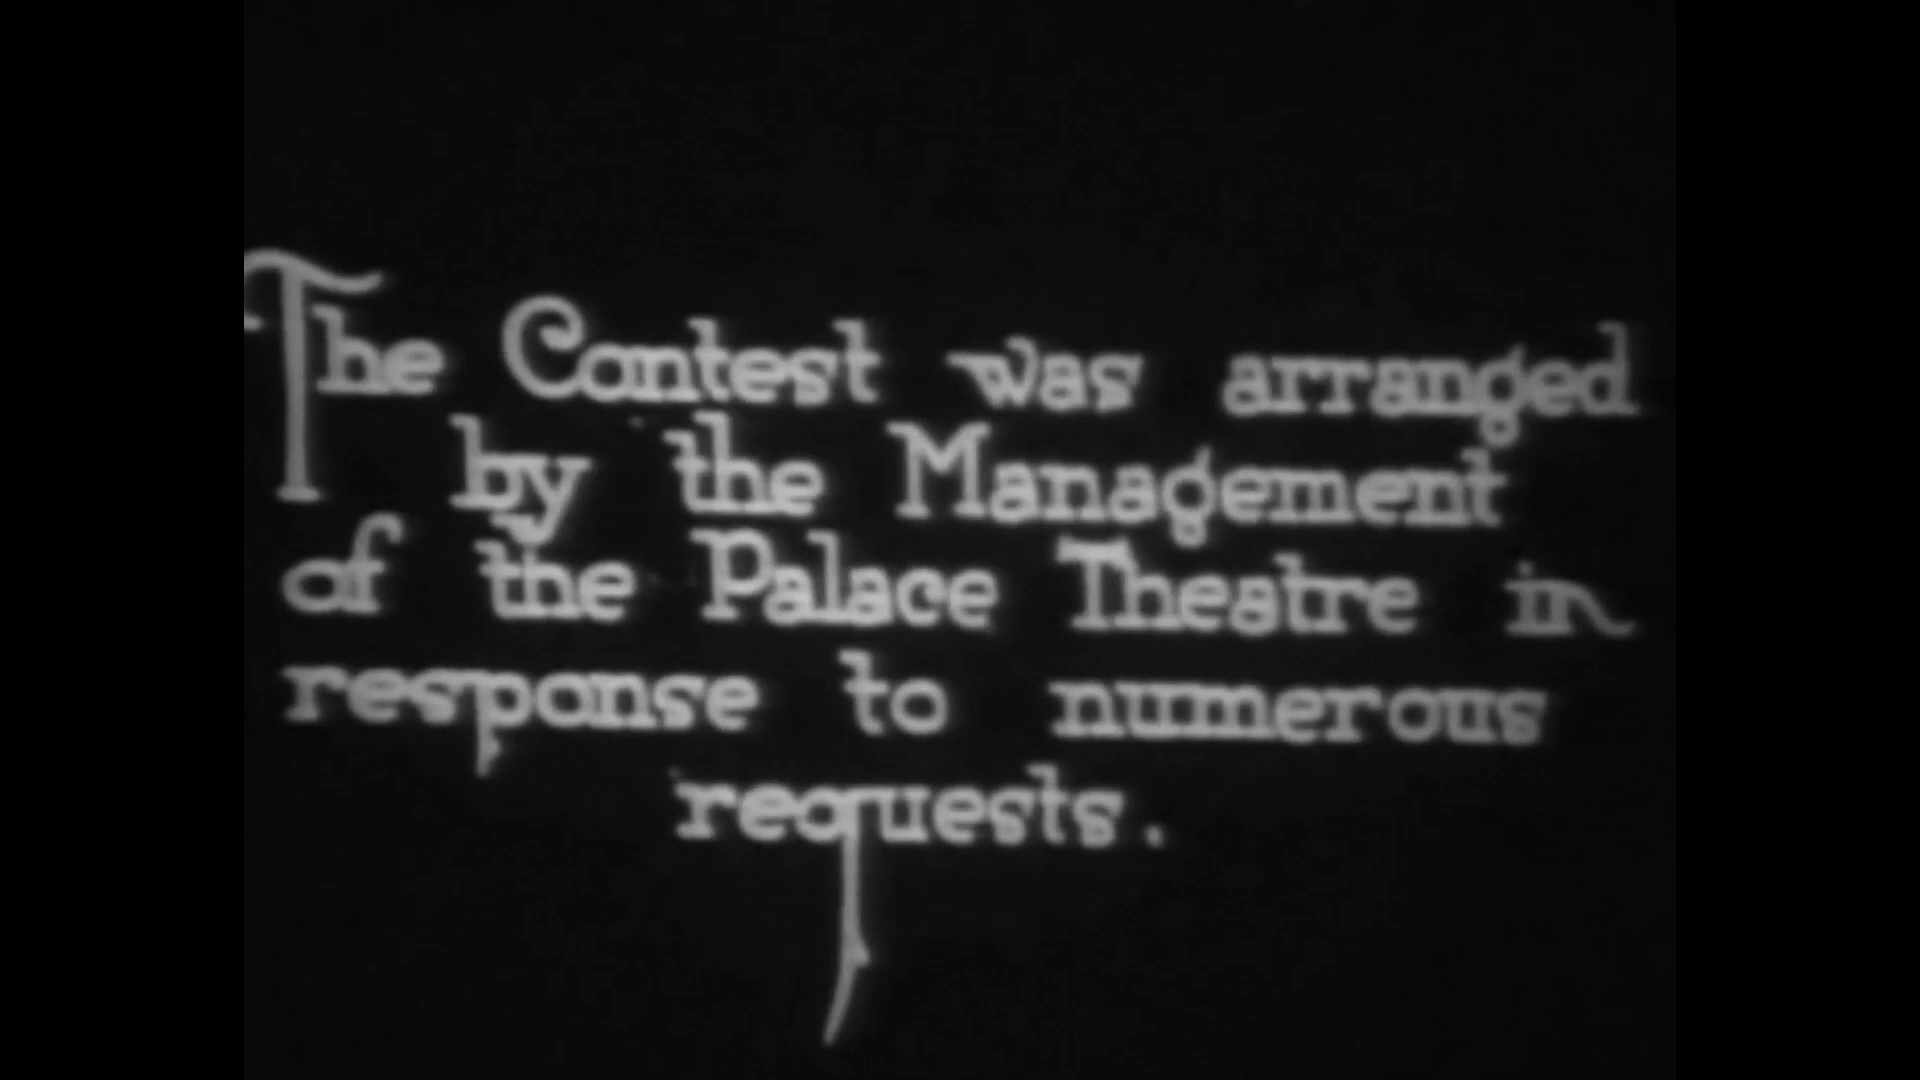 The Contest was arranged
by the Management
of the Palace Theatre in
response to numerous
requests.